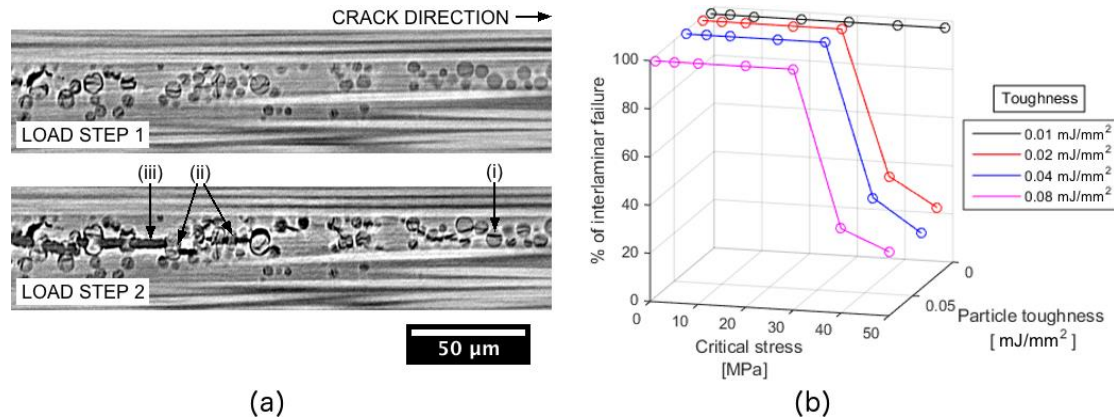 CRACK DIRECTION
LOAD STEP 1
(iii)
(ii)
(i)
LOAD STEP 2
50 µm
(a)
% of interlaminar failure
100
80
60
40
20
0
0
10
20
30
40
50
Critical stress
[MPa]
0
0.05
Particle toughness
[ mJ/mm²]
Toughness
0.01 mJ/mm²
0.02 mJ/mm²
0.04 mJ/mm²
0.08 mJ/mm²
(b)